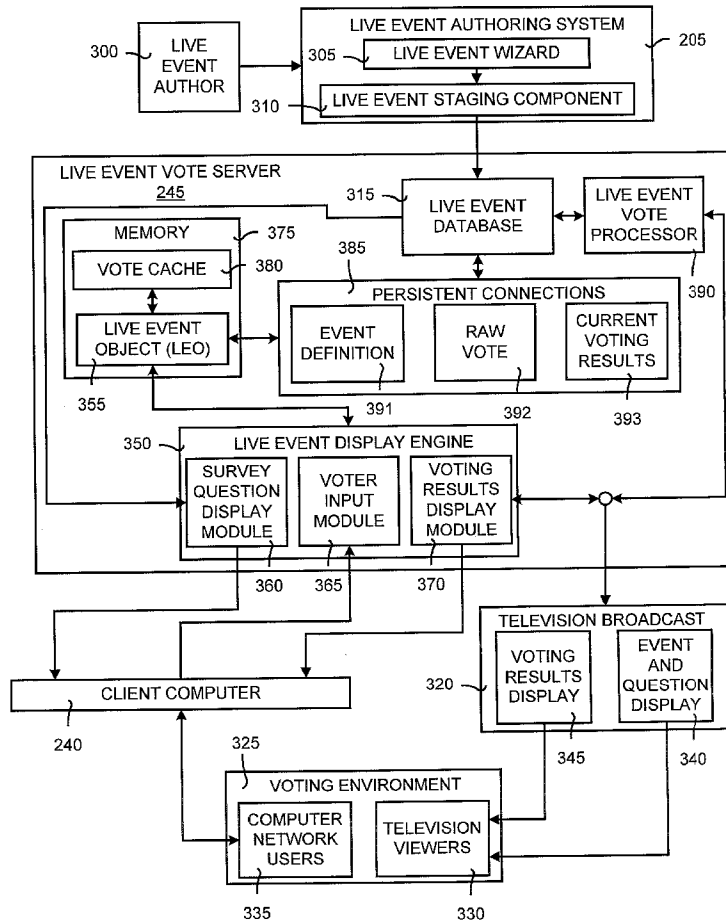 LIVE EVENT AUTHORING SYSTEM
300
LIVE
EVENT
AUTHOR
305
LIVE EVENT WIZARD
205
310
LIVE EVENT STAGING COMPONENT
LIVE EVENT VOTE SERVER
245
315
LIVE EVENT
DATABASE
LIVE EVENT
VOTE
PROCESSOR
390
MEMORY
375
VOTE CACHE
380
LIVE EVENT
OBJECT (LEO)
355
385
PERSISTENT CONNECTIONS
EVENT
DEFINITION
391
RAW
VOTE
392
CURRENT
VOTING
RESULTS
393
350
LIVE EVENT DISPLAY ENGINE
SURVEY
QUESTION
DISPLAY
MODULE
360
VOTER
INPUT
MODULE
365
VOTING
RESULTS
DISPLAY
MODULE
370
TELEVISION BROADCAST
320
VOTING
RESULTS
DISPLAY
345
EVENT
AND
QUESTION
DISPLAY
340
CLIENT COMPUTER
240
325
VOTING ENVIRONMENT
COMPUTER
NETWORK
USERS
335
TELEVISION
VIEWERS
330